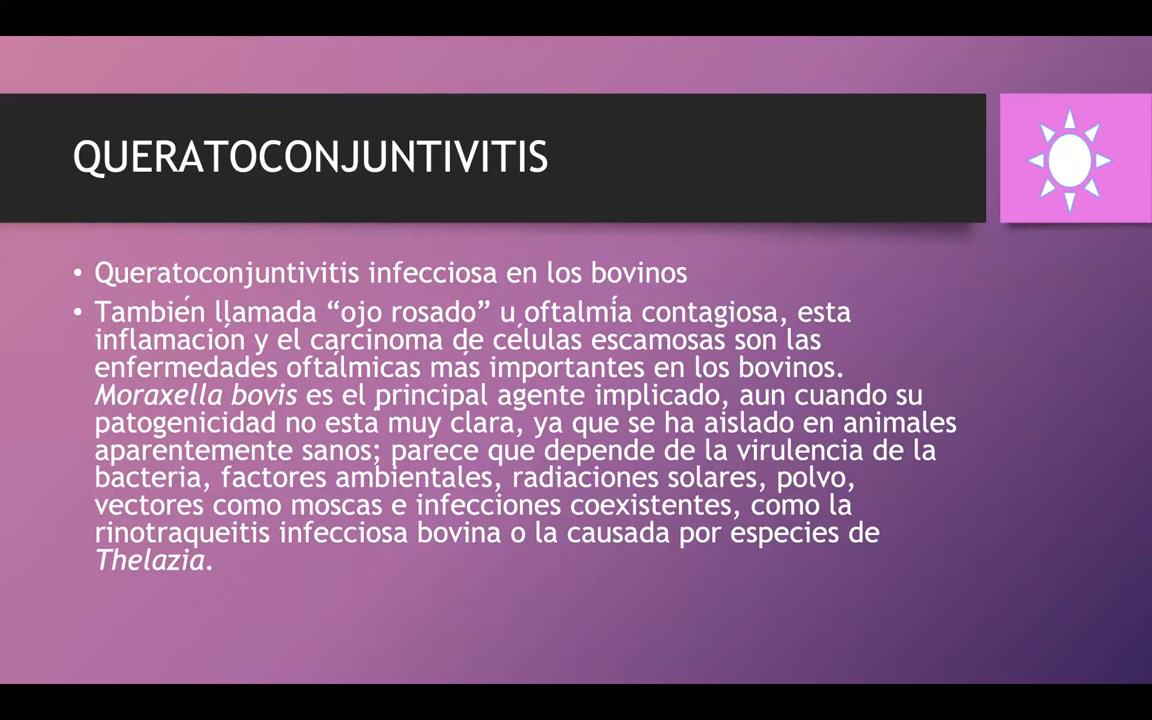 QUERATOCONJUNTIVITIS
• Queratoconjuntivitis infecciosa en los bovinos
• También llamada “ojo rosado” u oftalmía contagiosa, esta
inflamación y el carcinoma de células escamosas son las
enfermedades oftálmicas más importantes en los bovinos.
Moraxella bovis es el principal agente implicado, aun cuando su
patogenicidad no está muy clara, ya que se ha aislado en animales
aparentemente sanos; parece que depende de la virulencia de la
bacteria, factores ambientales, radiaciones solares, polvo,
vectores como moscas e infecciones coexistentes, como la
rinotraqueitis infecciosa bovina o la causada por especies de
Thelazia.